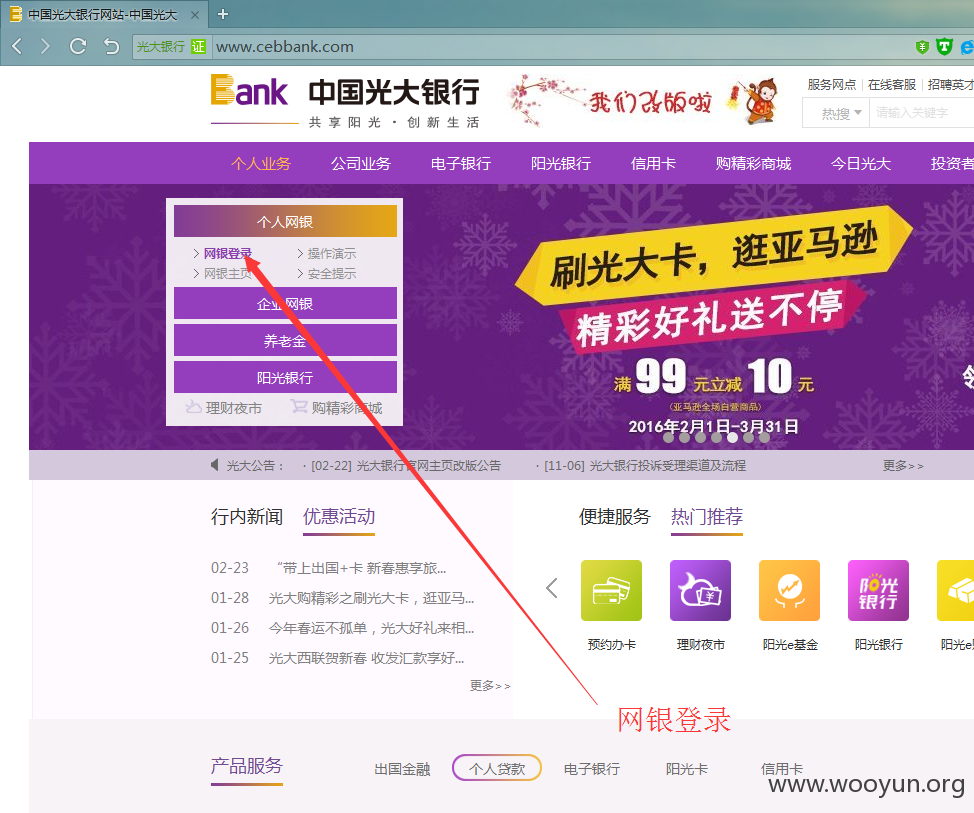 中国光大银行网站-中国光大
光大银行 证 www.cebbank.com
Bank 中国光大银行
共享阳光·创新生活
我们改版啦
服务网点 在线客服 招聘英才
热搜 请输入关键字
个人业务 公司业务 电子银行 阳光银行 信用卡 购精彩商城 今日光大 投资者
个人网银
网银登录 操作演示
网银主页 安全提示
企业网银
养老金
阳光银行
理财夜市 购精彩商城
刷光大卡，逛亚马逊
精彩好礼送不停
满99元立减10元
(亚马逊全场自营商品)
2016年2月1日-3月31日
领
光大公告： · [02-22] 光大银行官网主页改版公告 · [11-06] 光大银行投诉受理渠道及流程 更多>>
行内新闻 优惠活动
02-23 “带上出国+卡 新春惠享旅...
01-28 光大购精彩之刷光大卡，逛亚马...
01-26 今年春运不孤单，光大好礼来相...
01-25 光大西联贺新春 收发汇款享好...
更多>>
便捷服务 热门推荐
阳光银行
预约办卡 理财夜市 阳光e基金 阳光银行 阳光e
网银登录
产品服务 出国金融 个人贷款 电子银行 阳光卡 信用卡
www.wooyun.org